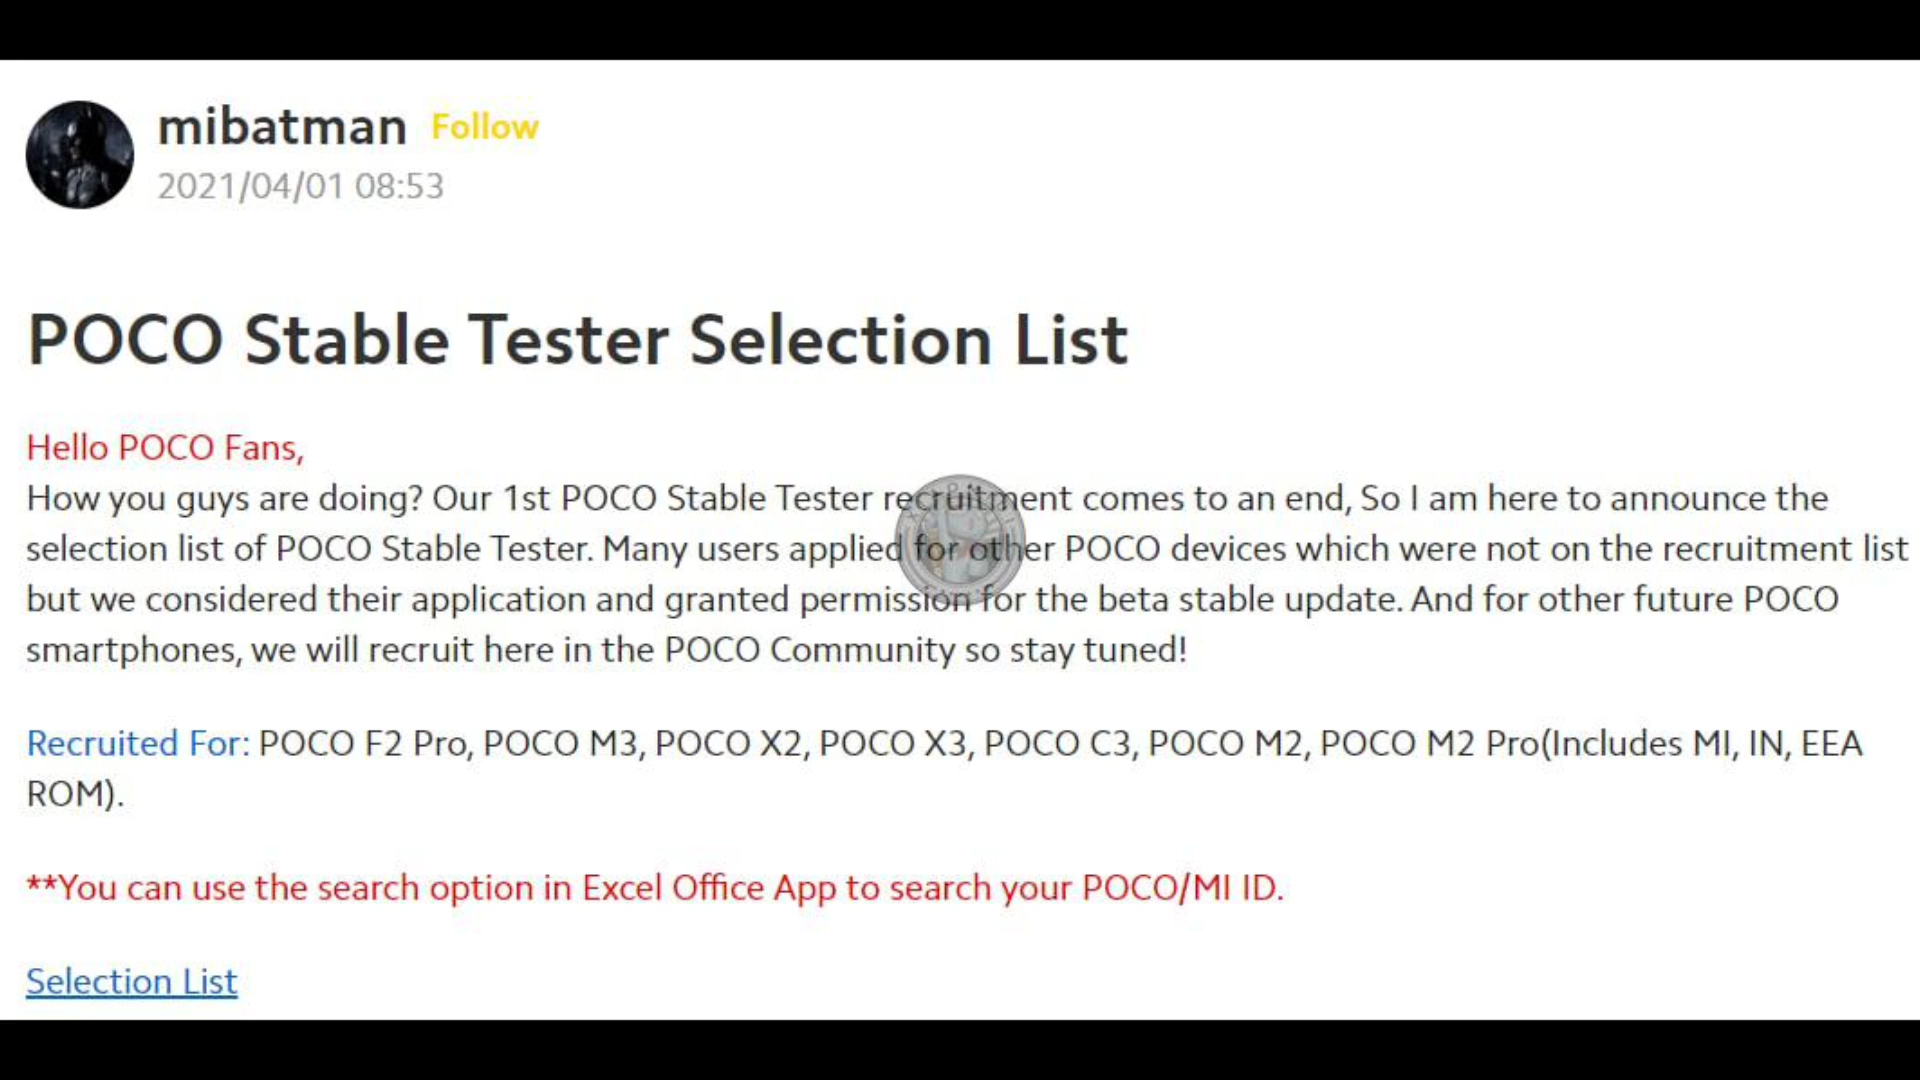 mibatman Follow
2021/04/01 08:53
POCO Stable Tester Selection List
Hello POCO Fans,
How you guys are doing? Our 1st POCO Stable Tester recruitment comes to an end, So I am here to announce the
selection list of POCO Stable Tester. Many users applied for other POCO devices which were not on the recruitment list
but we considered their application and granted permission for the beta stable update. And for other future POCO
smartphones, we will recruit here in the POCO Community so stay tuned!
Recruited For: POCO F2 Pro, POCO M3, POCO X2, POCO X3, POCO C3, POCO M2, POCO M2 Pro(Includes MI, IN, EEA
ROM).
**You can use the search option in Excel Office App to search your POCO/MI ID.
Selection List